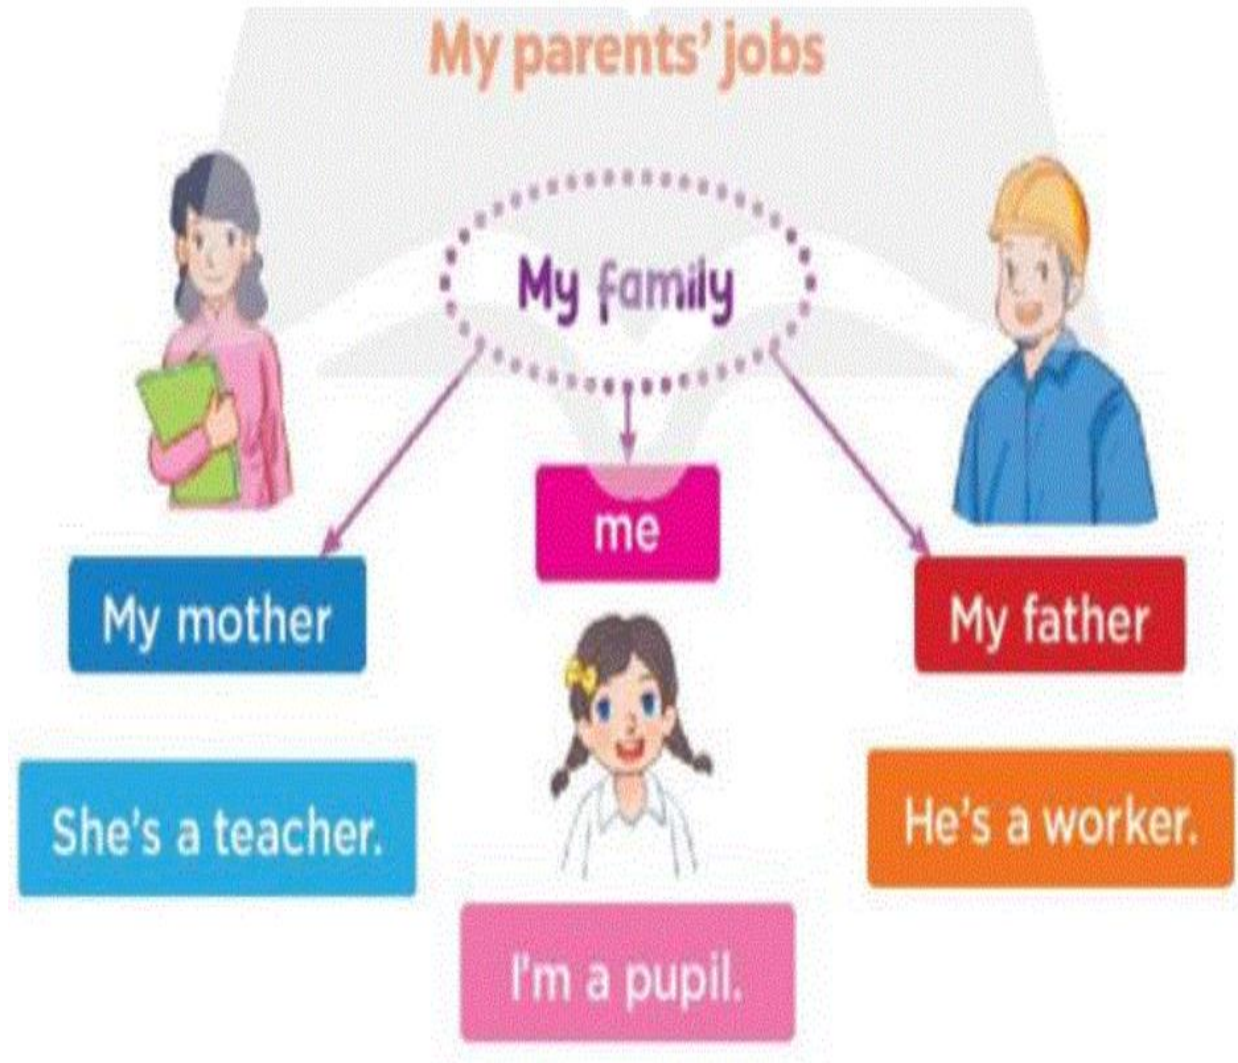 My parents' jobs
My family
me
My mother
My father
She's a teacher.
He's a worker.
I'm a pupil.